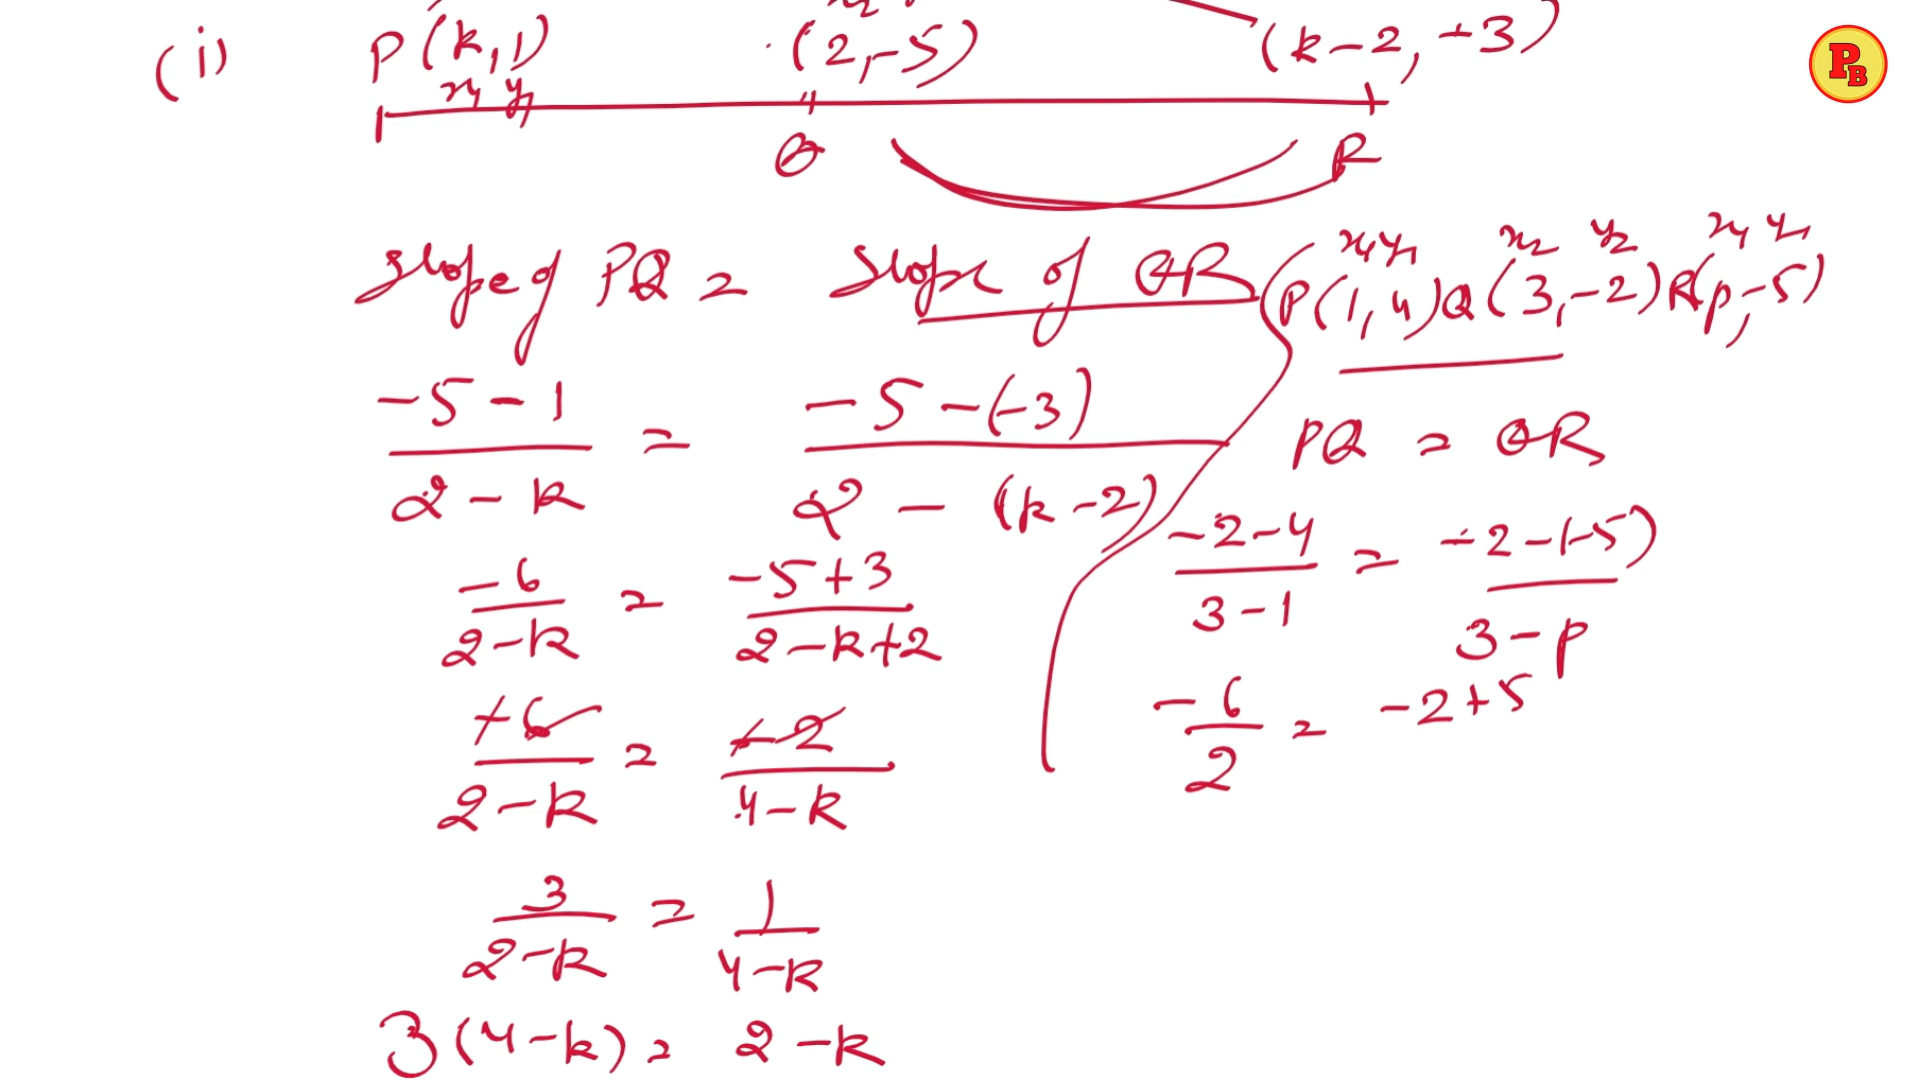 (i) P(k,1) (2,-5) (k-2, -3)
x₁ y₁
Q R
slope of PQ = slope of QR
-5-1 / 2-k = -5-(-3) / 2-(k-2)
-6 / 2-k = -5+3 / 2-k+2
-6 / 2-k = -2 / 4-k
3 / 2-k = 1 / 4-k
3(4-k) = 2-k
x₁ y₁ x₂ y₂ x₁ y₁
P(1,4) Q(3,-2) R(p,-5)
PQ = QR
-2-4 / 3-1 = -2-(-5) / 3-p
-6 / 2 = -2+5
PB